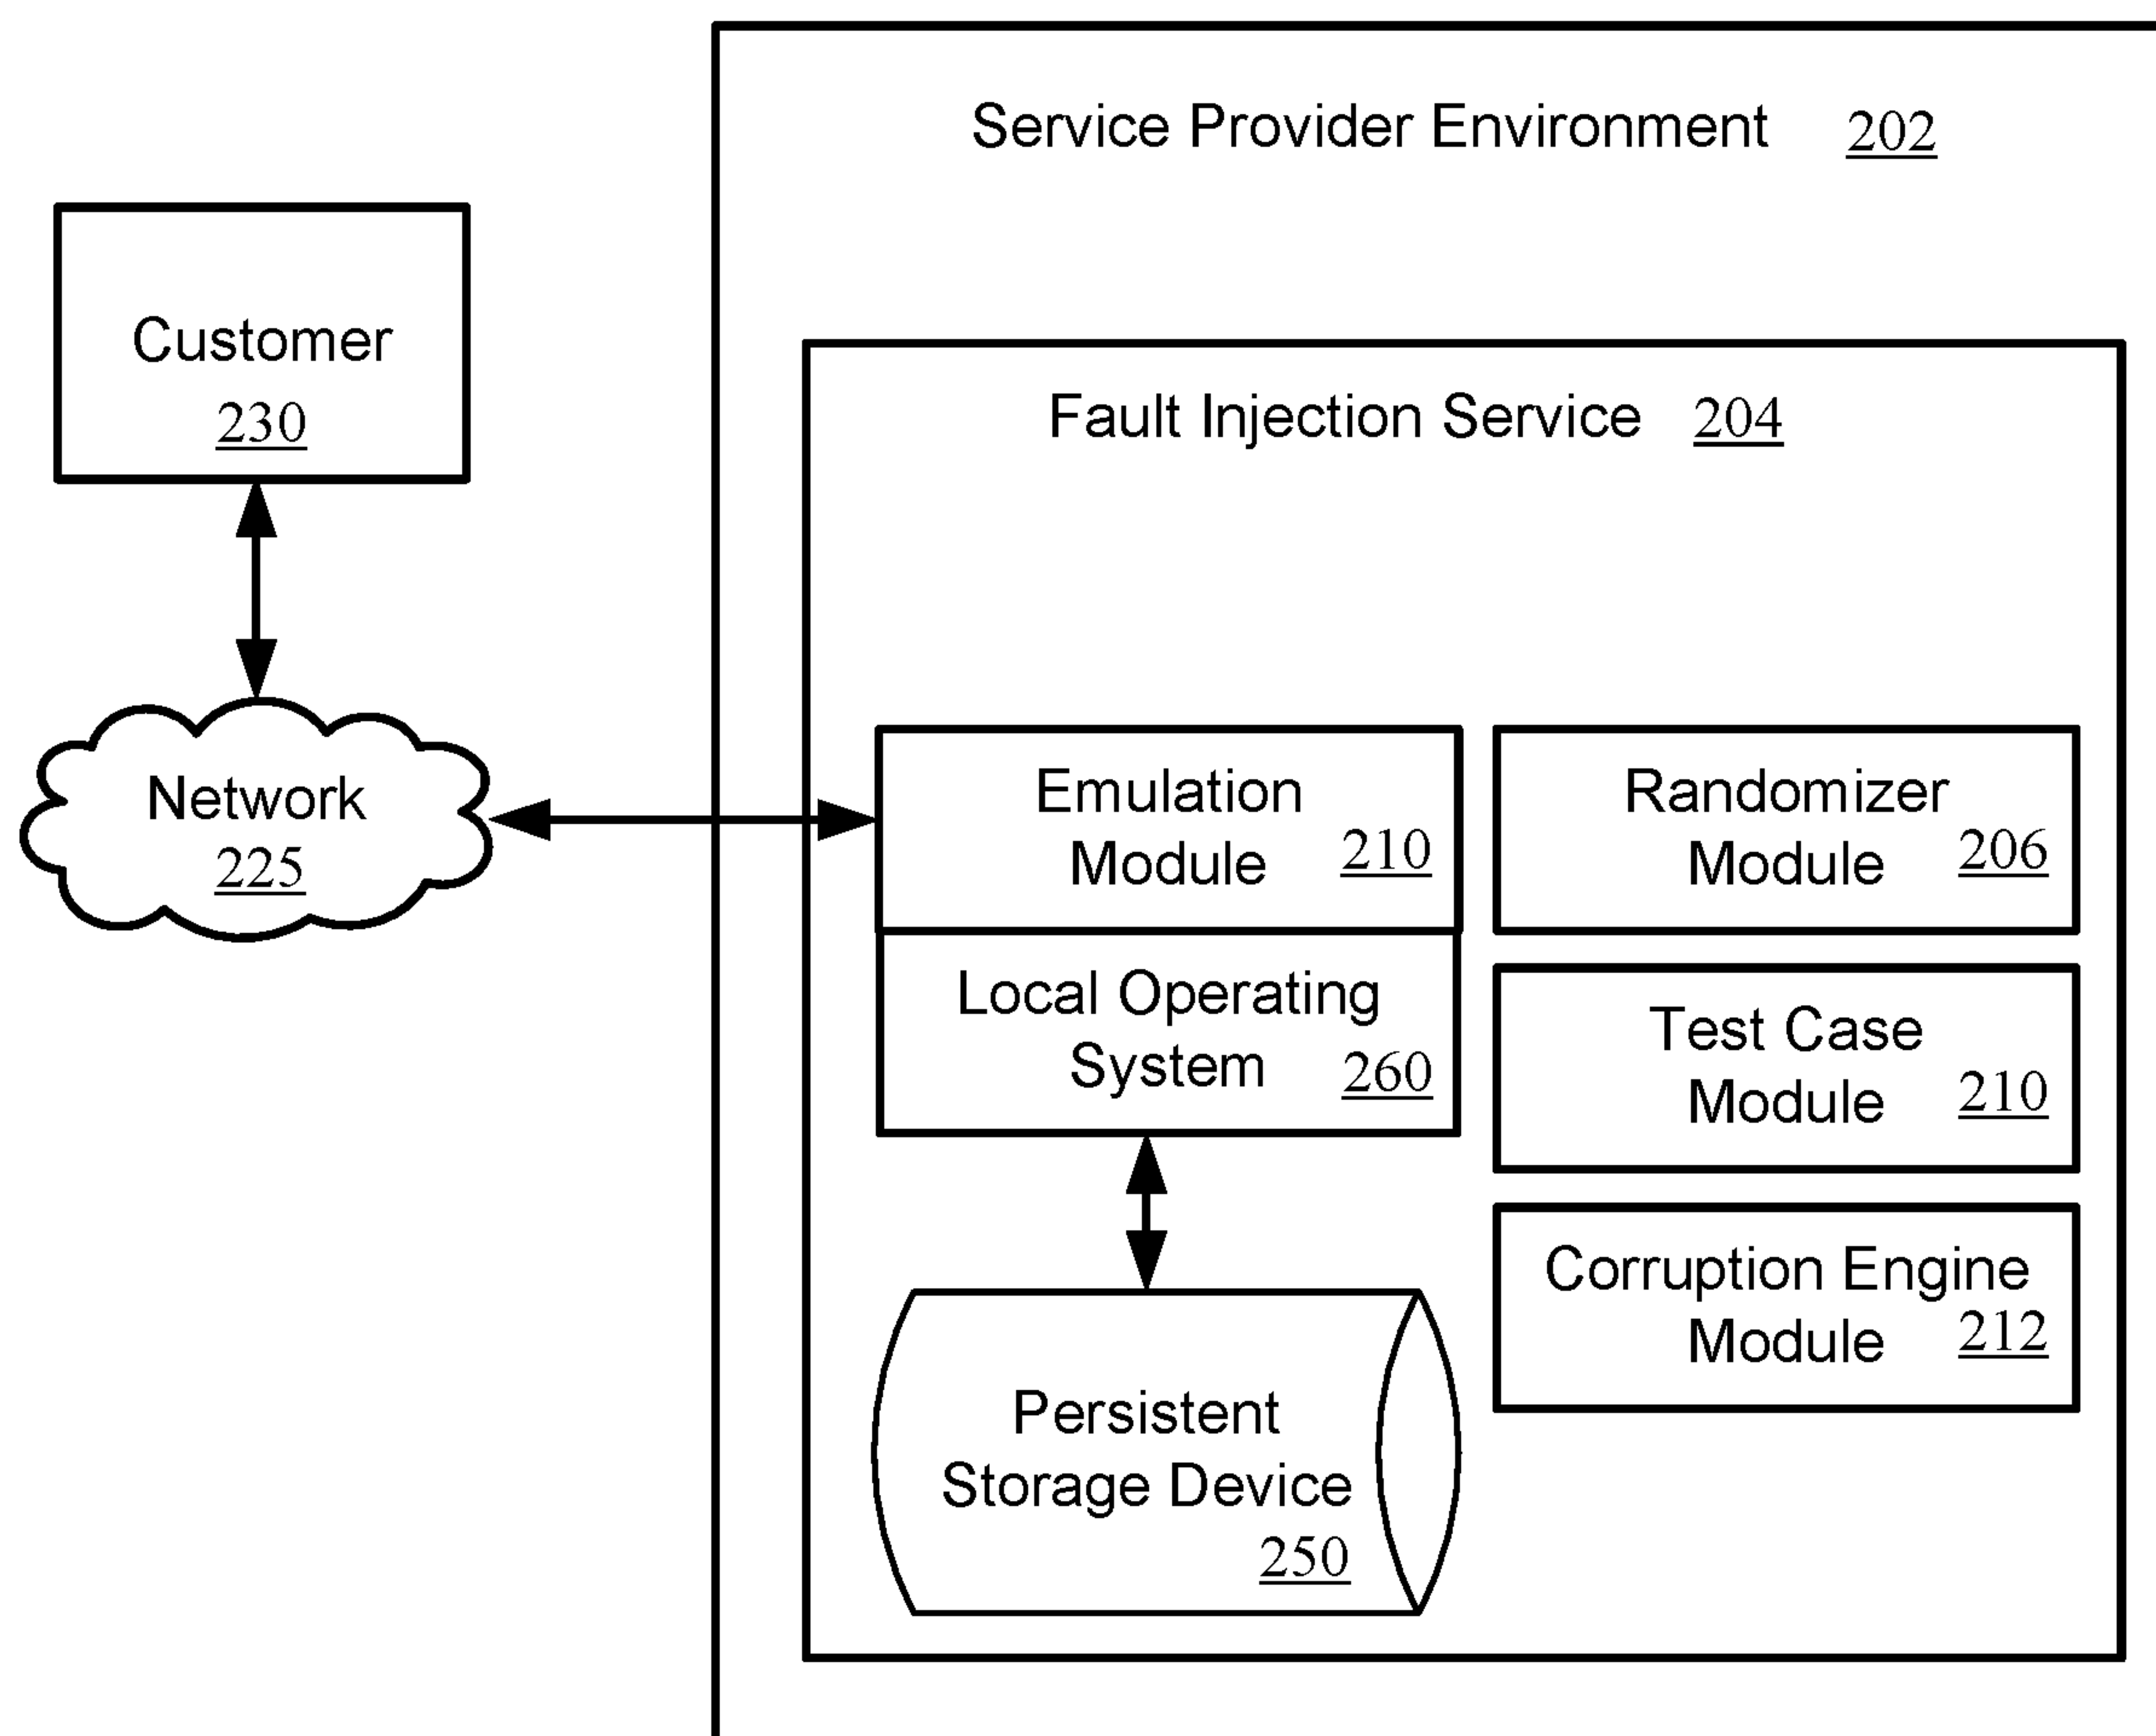 Service Provider Environment 202
Customer
230
Fault Injection Service 204
Network
225
Emulation
Module 210
Randomizer
Module 206
Local Operating
System 260
Test Case
Module 210
Corruption Engine
Module 212
Persistent
Storage Device
250